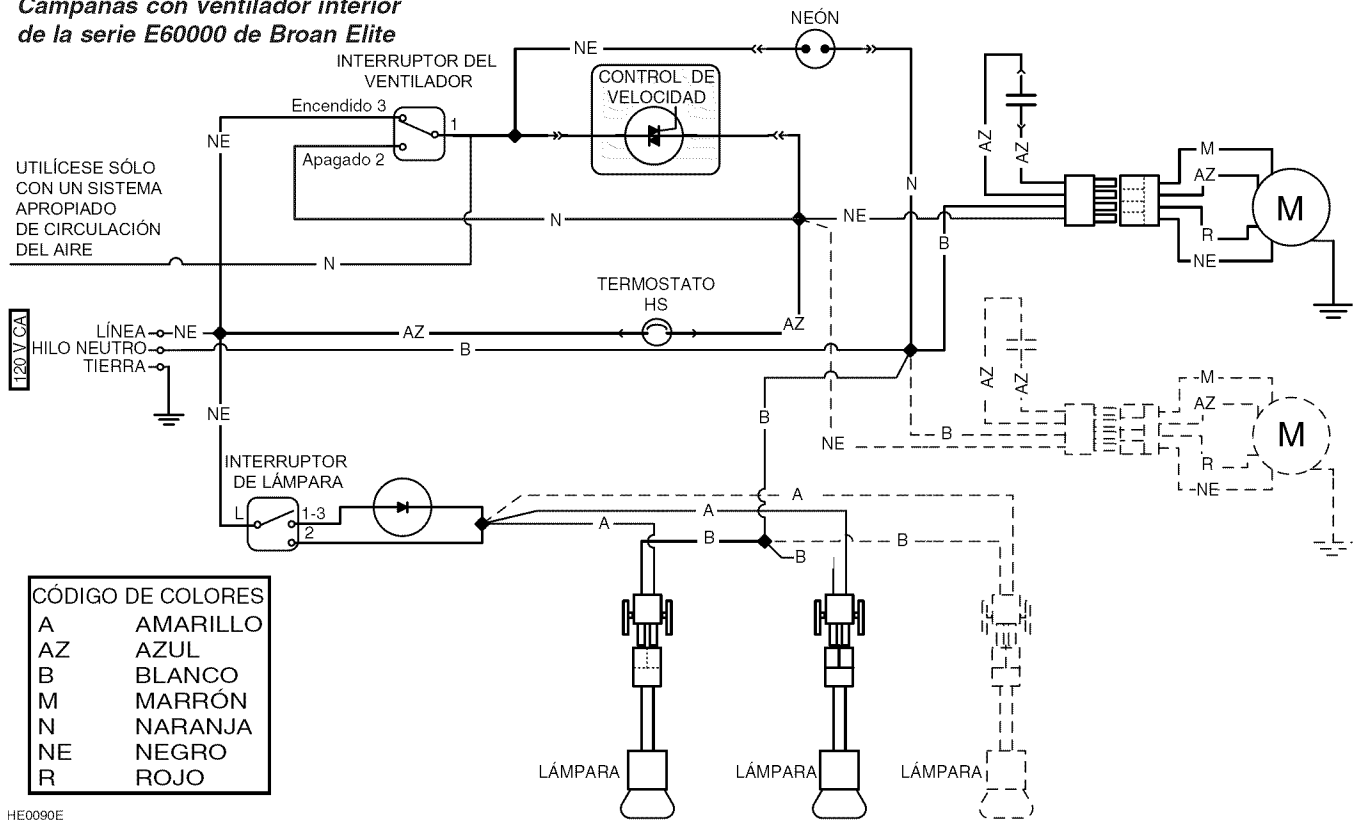 Campanas con ventilador interior
de la serie E60000 de Broan Elite
NEÓN
NE
INTERRUPTOR DEL
VENTILADOR
CONTROL DE
VELOCIDAD
Encendido 3
1
NE
Apagado 2
AZ
AZ
M
AZ
M
R
NE
UTILÍCESE SÓLO
CON UN SISTEMA
APROPIADO
DE CIRCULACIÓN
DEL AIRE
N
N
NE
B
N
TERMOSTATO
HS
120 V CA
LÍNEA
NE
AZ
AZ
HILO NEUTRO
B
TIERRA
NE
B
NE
B
AZ
AZ
M
AZ
M
R
NE
INTERRUPTOR
DE LÁMPARA
L
1-3
2
A
A
A
B
B
B
CÓDIGO DE COLORES
A AMARILLO
AZ AZUL
B BLANCO
M MARRÓN
N NARANJA
NE NEGRO
R ROJO
LÁMPARA
LÁMPARA
LÁMPARA
HE0090E